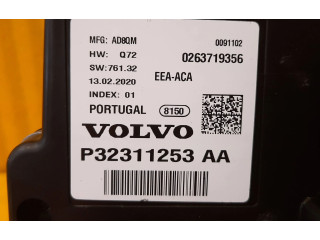 MFG: AD8QM 0091102
HW: Q72 0263719356
SW:761.32 EEA-ACA
13.02.2020
INDEX: 01
PORTUGAL 8150
VOLVO
P32311253 AA